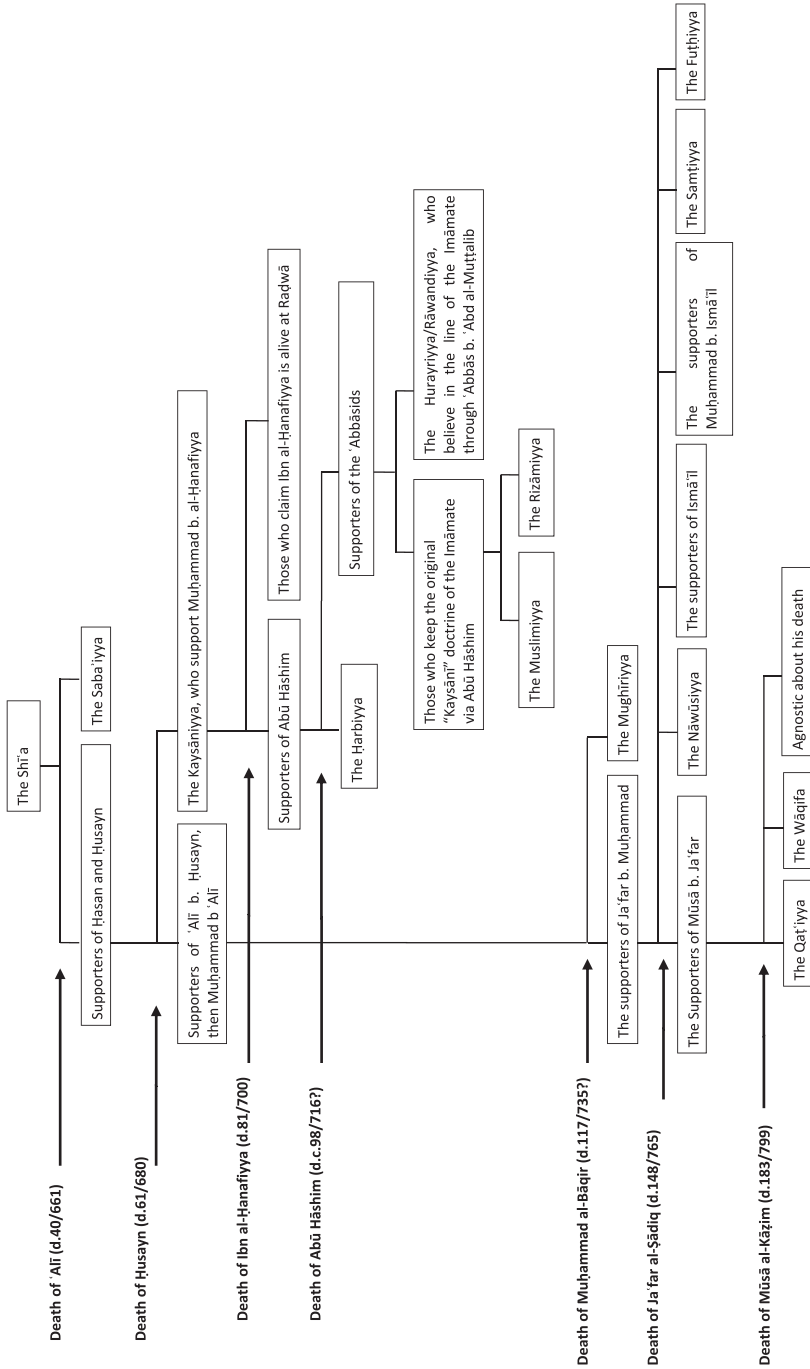 The Shīʿa
Death of ʿAlī (d.40/661)
Supporters of Ḥasan and Ḥusayn
The Sabaʾiyya
Death of Ḥusayn (d.61/680)
Supporters of ʿAlī b. Ḥusayn,
then Muḥammad b ʿAlī
The Kaysāniyya, who support Muḥammad b. al-Ḥanafiyya
Death of Ibn al-Ḥanafiyya (d.81/700)
Supporters of Abū Hāshim
Those who claim Ibn al-Ḥanafiyya is alive at Raḍwā
Death of Abū Hāshim (d.c.98/716?)
The Ḥarbiyya
Supporters of the ʿAbbāsids
Those who keep the original
“Kaysānī” doctrine of the Imāmate
via Abū Hāshim
The Hurayriyya/Rāwandiyya, who
believe in the line of the Imāmate
through ʿAbbās b. ʿAbd al-Muṭṭalib
The Muslimiyya
The Rizāmiyya
Death of Muḥammad al-Bāqir (d.117/735?)
The supporters of Jaʿfar b. Muḥammad
The Mughīriyya
Death of Jaʿfar al-Ṣādiq (d.148/765)
The Supporters of Mūsā b. Jaʿfar
The Nāwūsiyya
The supporters of Ismāʿīl
The supporters of
Muḥammad b. Ismāʿīl
The Samṭiyya
The Fuṭḥiyya
Death of Mūsā al-Kāẓim (d.183/799)
The Qaṭʿiyya
The Wāqifa
Agnostic about his death